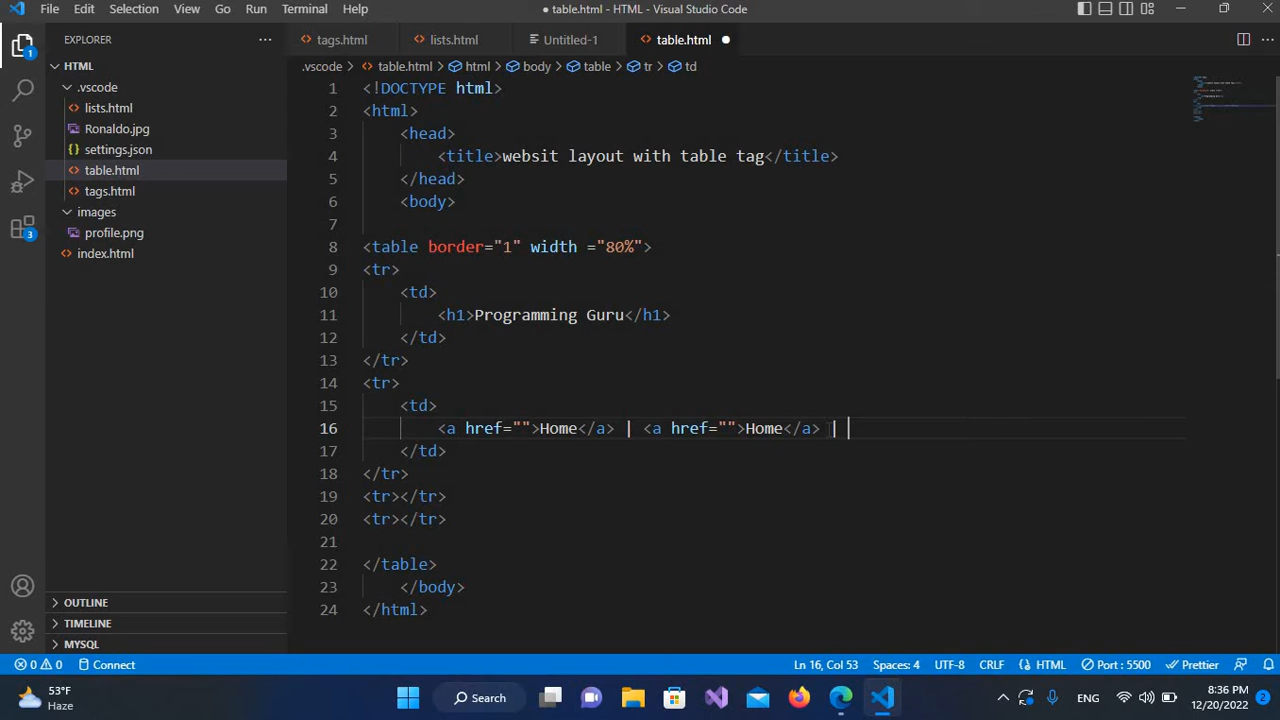 File Edit Selection View Go Run Terminal Help ● table.html - HTML - Visual Studio Code
EXPLORER ···
tags.html lists.html Untitled-1 table.html ●
HTML
.vscode > table.html > html > body > table > tr > td
.vscode
lists.html
Ronaldo.jpg
settings.json
table.html
tags.html
images
profile.png
index.html
1 <!DOCTYPE html>
2 <html>
3 <head>
4 <title>websit layout with table tag</title>
5 </head>
6 <body>
7
8 <table border="1" width ="80%">
9 <tr>
10 <td>
11 <h1>Programming Guru</h1>
12 </td>
13 </tr>
14 <tr>
15 <td>
16 <a href="">Home</a> | <a href="">Home</a> |
17 </td>
18 </tr>
19 <tr></tr>
20 <tr></tr>
21
22 </table>
23 </body>
24 </html>
1
3
OUTLINE
TIMELINE
MYSQL
0 0 Connect Ln 16, Col 53 Spaces: 4 UTF-8 CRLF HTML Port : 5500 Prettier
53°F
Haze
Search
ENG
8:36 PM
12/20/2022
2